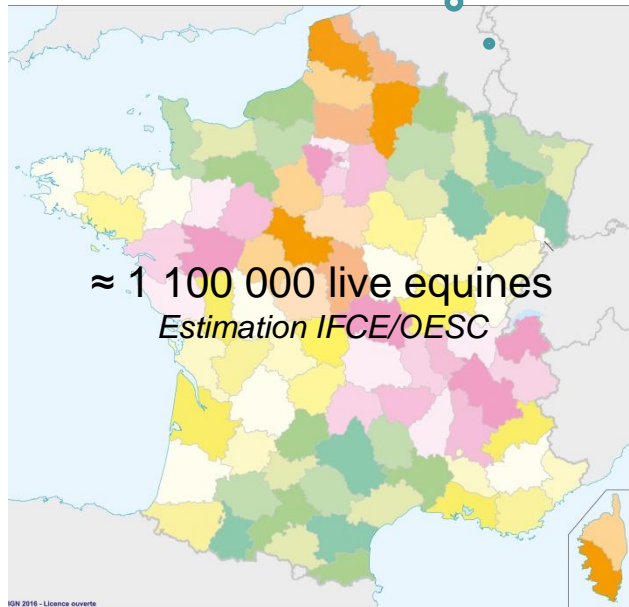 ≈ 1 100 000 live equines
Estimation IFCE/OESC
IGN 2016 - Licence ouverte